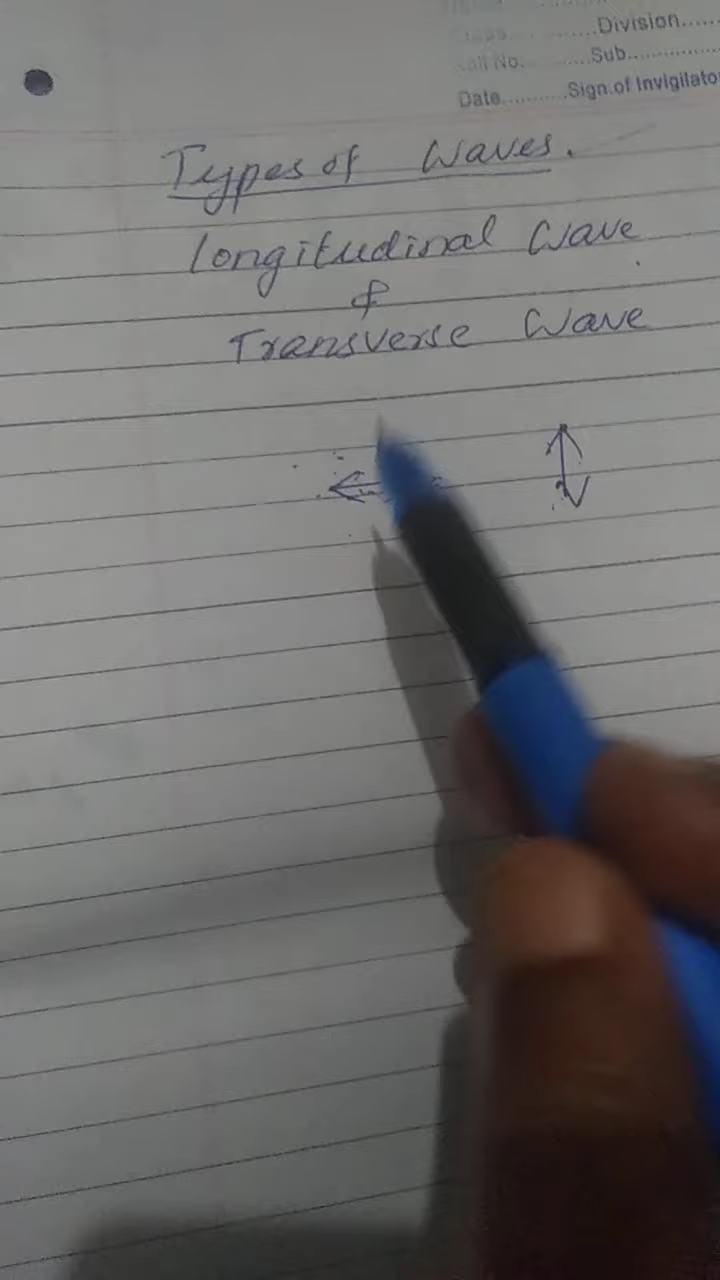 Division......
.........Sub...............
Date..........Sign.of Invigilato
Types of Waves.
longitudinal Wave
&
Transverse Wave